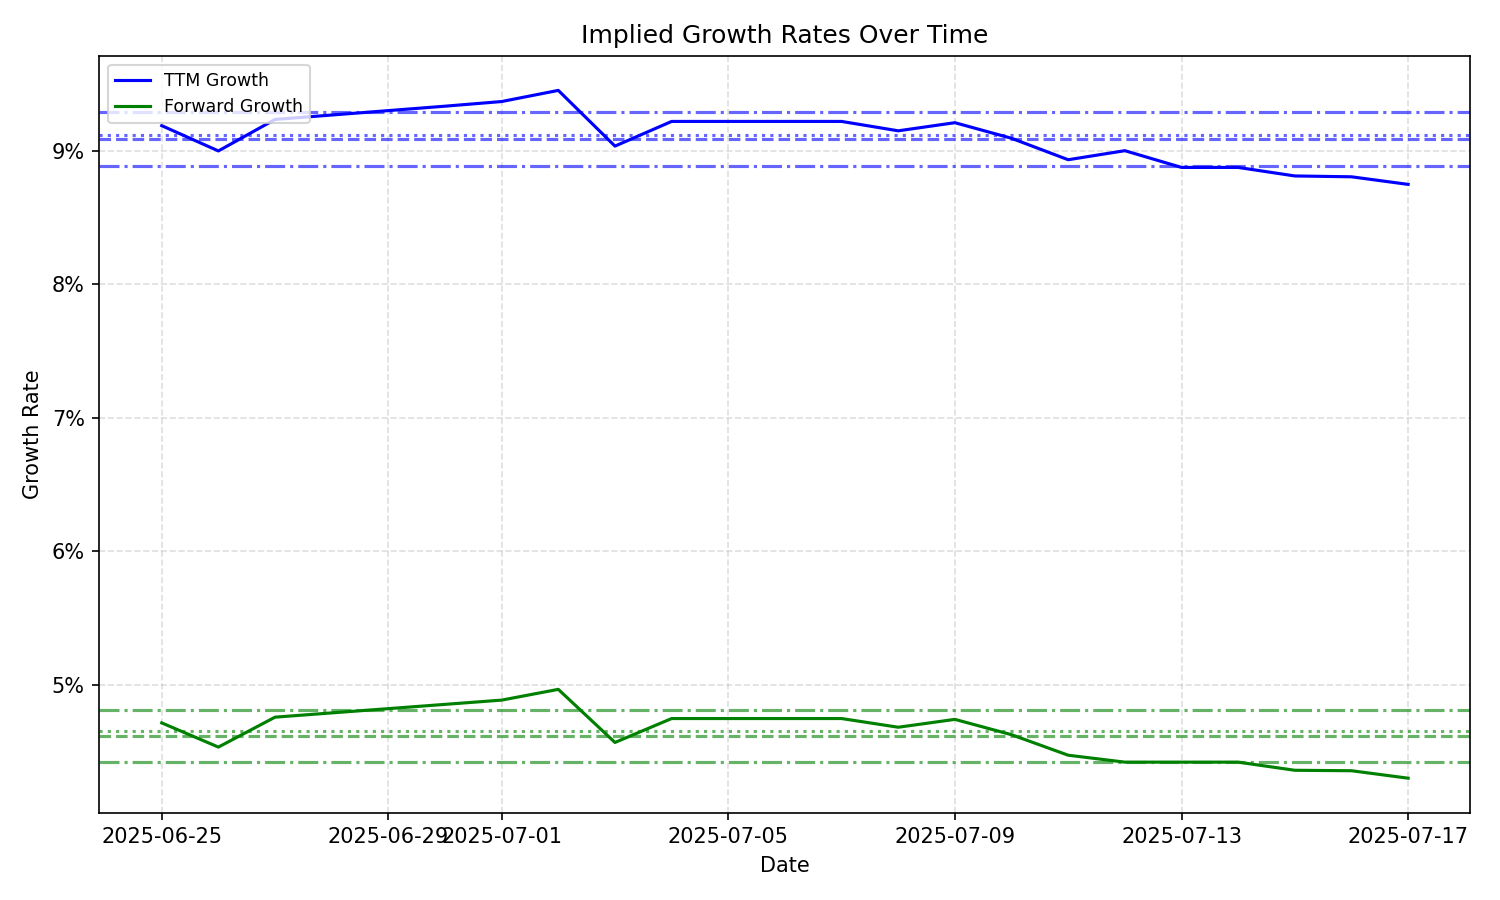 Implied Growth Rates Over Time
TTM Growth
Forward Growth
9%
8%
7%
6%
5%
Growth Rate
2025-06-25
2025-06-29
2025-07-01
2025-07-05
2025-07-09
2025-07-13
2025-07-17
Date